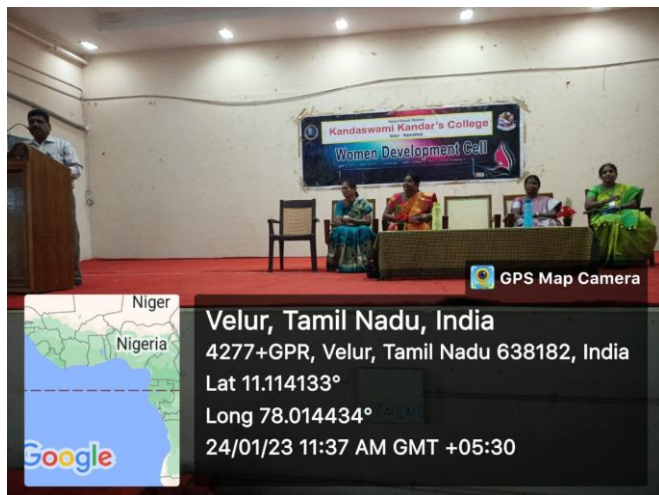 Kandaswami Kandar's College
Women Development Cell
GPS Map Camera
Niger
Nigeria
Google
Velur, Tamil Nadu, India
4277+GPR, Velur, Tamil Nadu 638182, India
Lat 11.114133°
Long 78.014434°
24/01/23 11:37 AM GMT +05:30